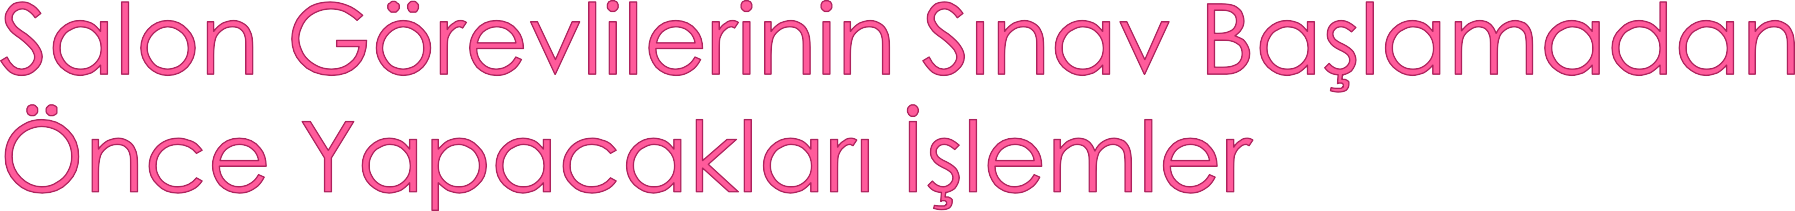 Salon Görevlilerinin Sınav Başlamadan
Önce Yapacakları İşlemler